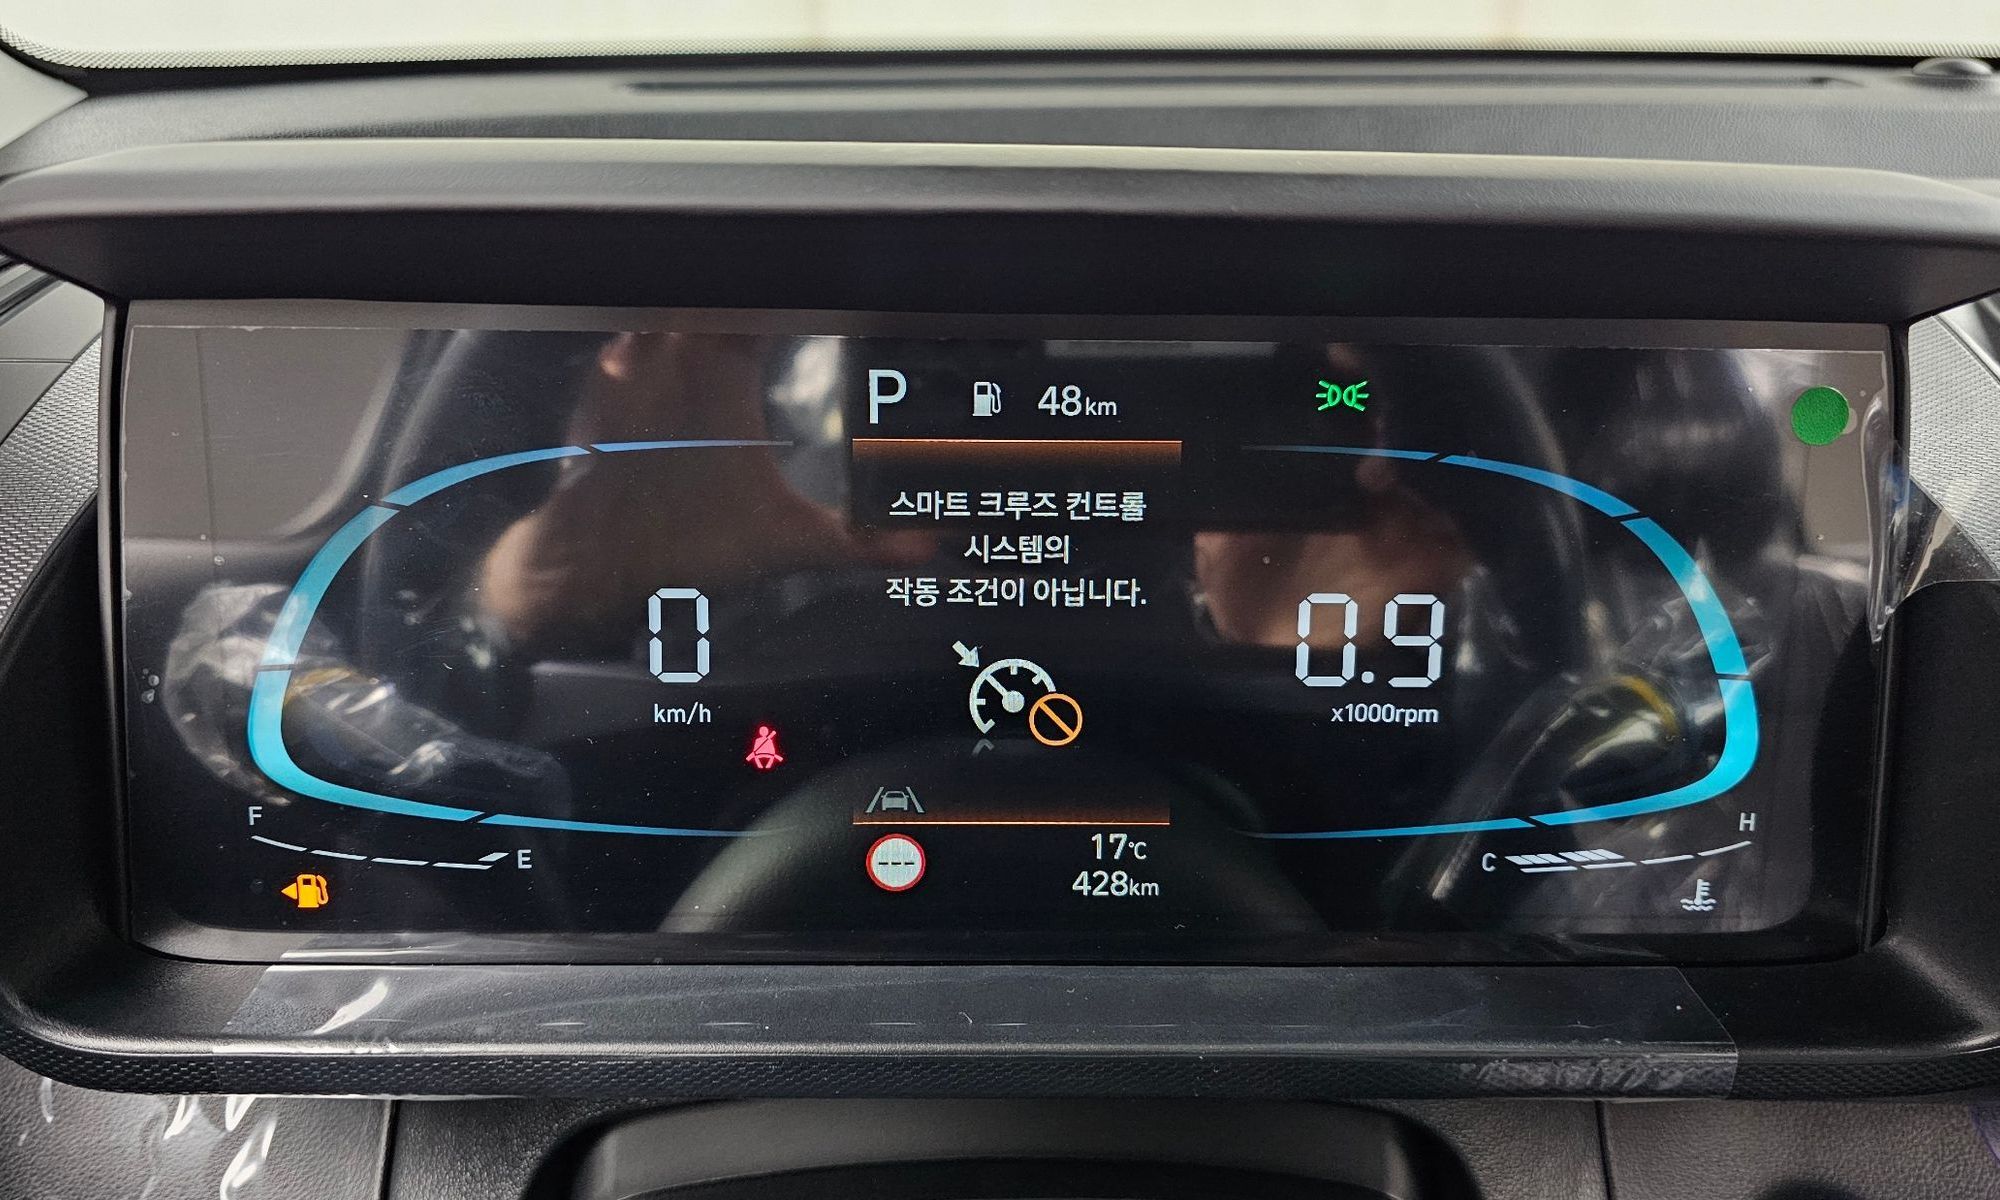 P 48km
스마트 크루즈 컨트롤
시스템의
작동 조건이 아닙니다.
0
km/h
0.9
x1000rpm
F
E
---
17°C
428km
C
H